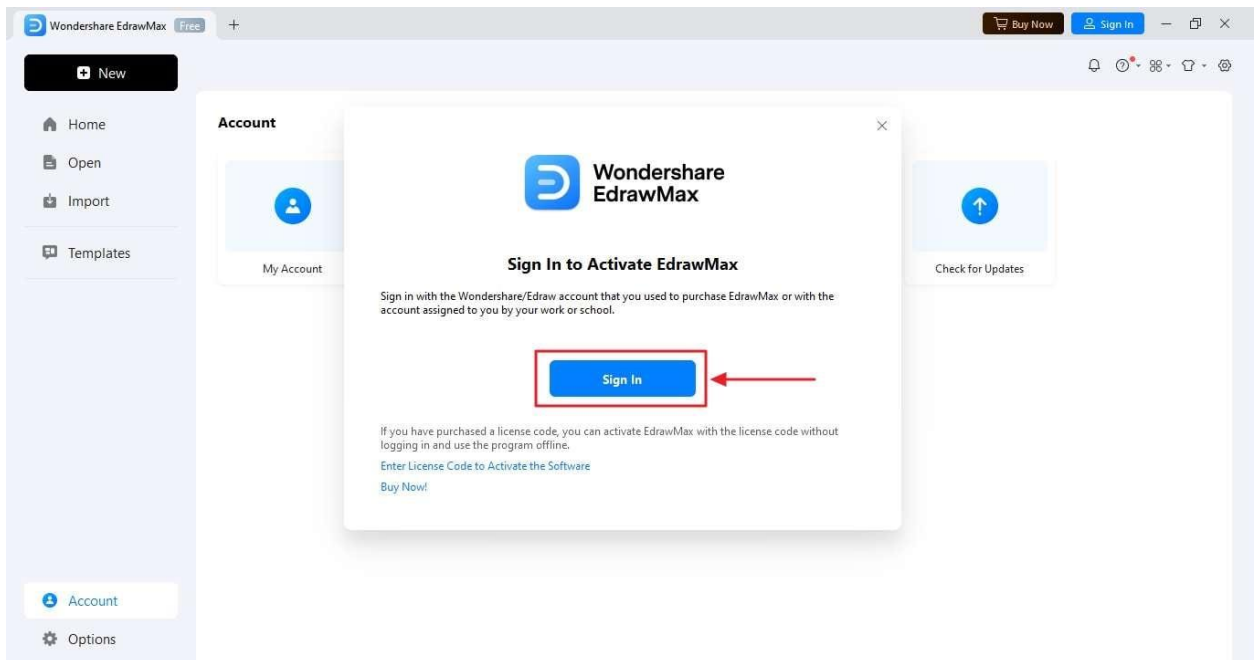 Wondershare EdrawMax Free
Buy Now
Sign In
New
Home
Open
Import
Templates
Account
Options
Account
My Account
Check for Updates
Wondershare
EdrawMax
Sign In to Activate EdrawMax
Sign in with the Wondershare/Edraw account that you used to purchase EdrawMax or with the
account assigned to you by your work or school.
Sign In
If you have purchased a license code, you can activate EdrawMax with the license code without
logging in and use the program offline.
Enter License Code to Activate the Software
Buy Now!